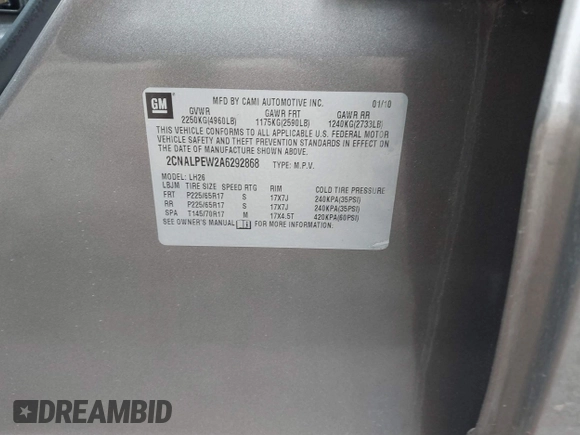 GM
MFD BY CAMI AUTOMOTIVE INC. 01/10
GVWR GAWR FRT GAWR RR
2250KG(4960LB) 1175KG(2590LB) 1240KG(2733LB)
THIS VEHICLE CONFORMS TO ALL APPLICABLE U.S. FEDERAL MOTOR
VEHICLE SAFETY AND THEFT PREVENTION STANDARDS IN EFFECT ON THE
DATE OF MANUFACTURE SHOWN ABOVE.
2CNALPEW2A6292868 TYPE: M.P.V.
MODEL: LH26
LBJM TIRE SIZE SPEED RTG RIM COLD TIRE PRESSURE
FRT P225/65R17 S 17X7J 240KPA(35PSI)
RR P225/65R17 S 17X7J 240KPA(35PSI)
SPA T145/70R17 M 17X4.5T 420KPA(60PSI)
SEE OWNER'S MANUAL FOR MORE INFORMATION.
DREAMBID